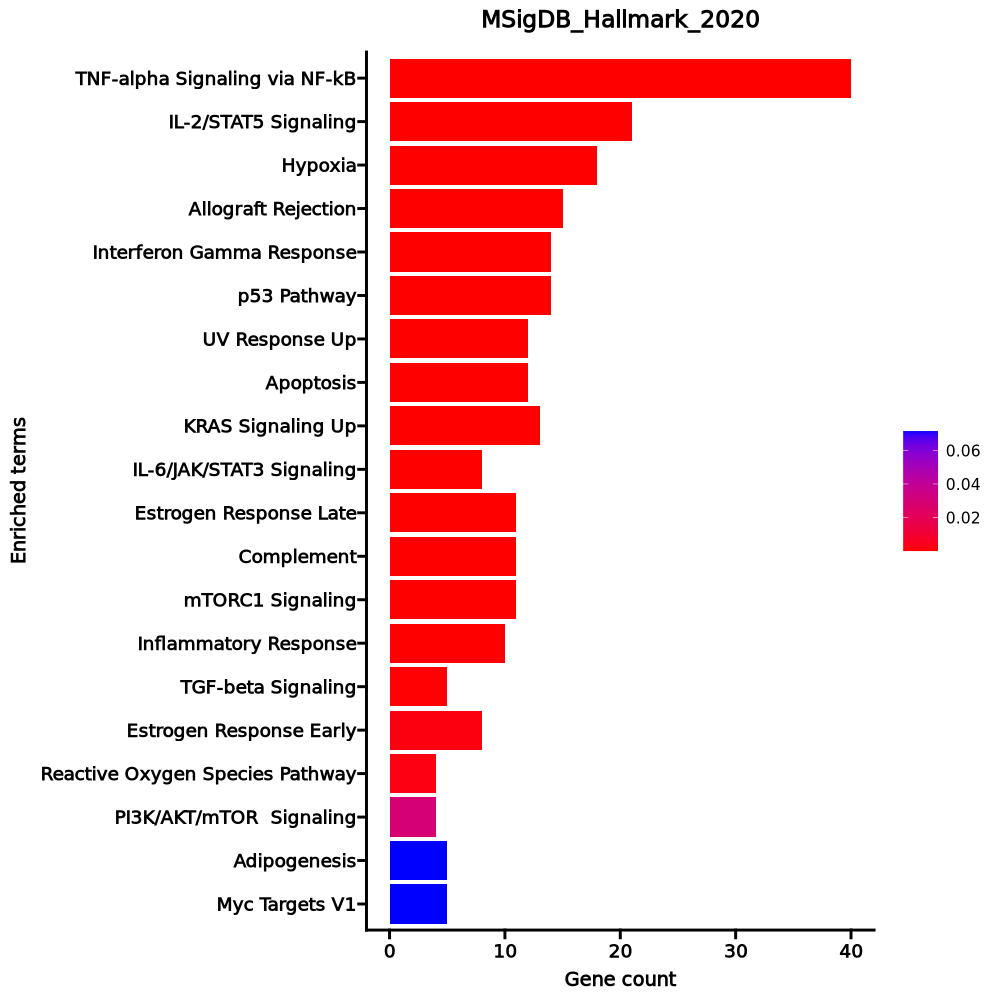 MSigDB_Hallmark_2020
Enriched terms
TNF-alpha Signaling via NF-kB
IL-2/STAT5 Signaling
Hypoxia
Allograft Rejection
Interferon Gamma Response
p53 Pathway
UV Response Up
Apoptosis
KRAS Signaling Up
IL-6/JAK/STAT3 Signaling
Estrogen Response Late
Complement
mTORC1 Signaling
Inflammatory Response
TGF-beta Signaling
Estrogen Response Early
Reactive Oxygen Species Pathway
PI3K/AKT/mTOR  Signaling
Adipogenesis
Myc Targets V1
0 10 20 30 40
Gene count
0.06
0.04
0.02